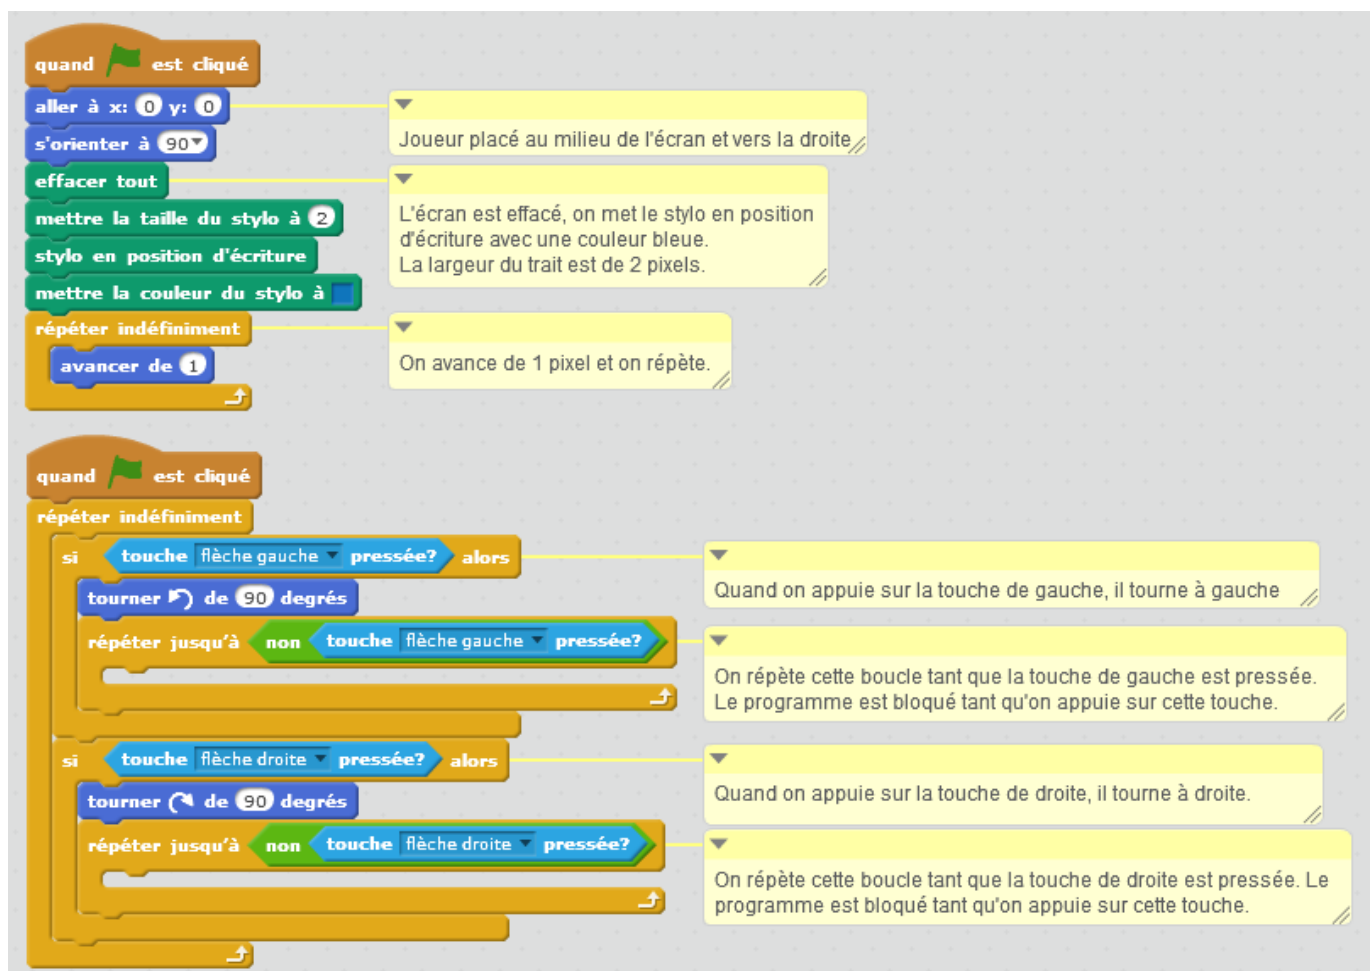 quand est cliqué
aller à x: 0 y: 0
Joueur placé au milieu de l'écran et vers la droite
s'orienter à 90
effacer tout
mettre la taille du stylo à 2
stylo en position d'écriture
mettre la couleur du stylo à
L'écran est effacé, on met le stylo en position
d'écriture avec une couleur bleue.
La largeur du trait est de 2 pixels.
répéter indéfiniment
avancer de 1
On avance de 1 pixel et on répète.
quand est cliqué
répéter indéfiniment
si touche flèche gauche pressée? alors
Quand on appuie sur la touche de gauche, il tourne à gauche
tourner de 90 degrés
répéter jusqu'à non touche flèche gauche pressée?
On répète cette boucle tant que la touche de gauche est pressée.
Le programme est bloqué tant qu'on appuie sur cette touche.
si touche flèche droite pressée? alors
Quand on appuie sur la touche de droite, il tourne à droite.
tourner de 90 degrés
répéter jusqu'à non touche flèche droite pressée?
On répète cette boucle tant que la touche de droite est pressée. Le
programme est bloqué tant qu'on appuie sur cette touche.